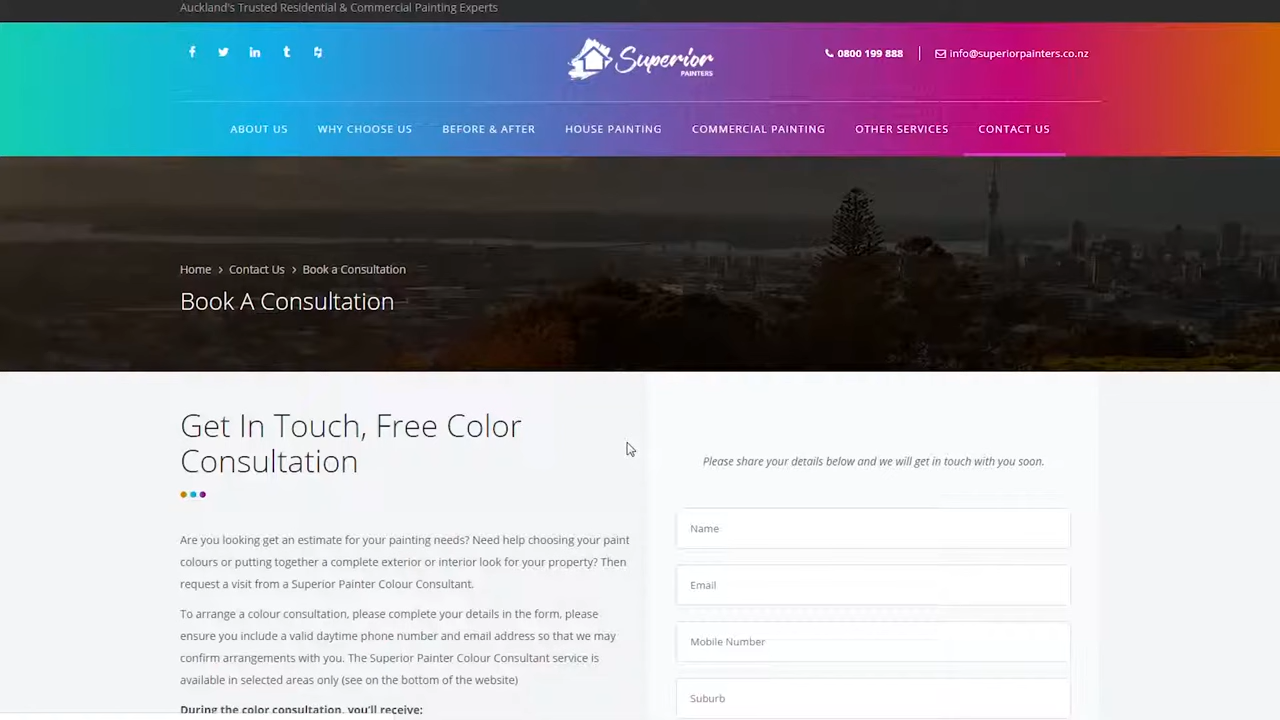 Auckland's Trusted Residential & Commercial Painting Experts
Superior
PAINTERS
0800 199 888
info@superiorpainters.co.nz
ABOUT US
WHY CHOOSE US
BEFORE & AFTER
HOUSE PAINTING
COMMERCIAL PAINTING
OTHER SERVICES
CONTACT US
Home > Contact Us > Book a Consultation
Book A Consultation
Get In Touch, Free Color
Consultation
Are you looking get an estimate for your painting needs? Need help choosing your paint
colours or putting together a complete exterior or interior look for your property? Then
request a visit from a Superior Painter Colour Consultant.
To arrange a colour consultation, please complete your details in the form, please
ensure you include a valid daytime phone number and email address so that we may
confirm arrangements with you. The Superior Painter Colour Consultant service is
available in selected areas only (see on the bottom of the website)
During the color consultation, you'll receive:
Please share your details below and we will get in touch with you soon.
Name
Email
Mobile Number
Suburb